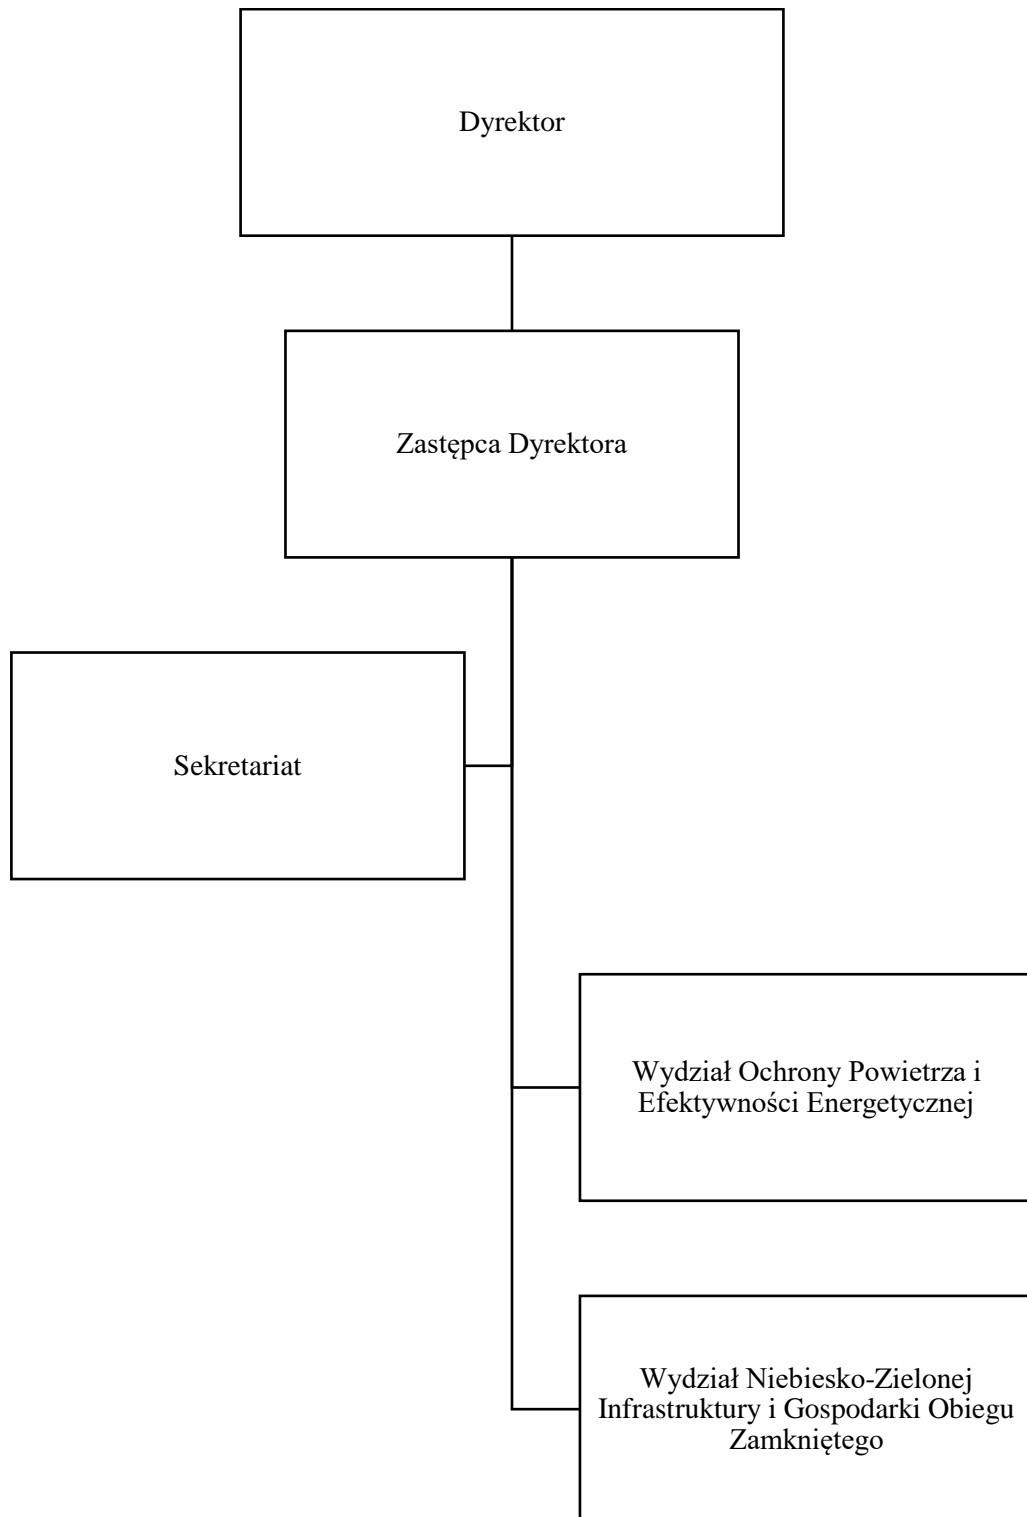 Dyrektor
Zastępca Dyrektora
Sekretariat
Wydział Ochrony Powietrza i
Efektywności Energetycznej
Wydział Niebiesko-Zielonej
Infrastruktury i Gospodarki Obiegu
Zamkniętego